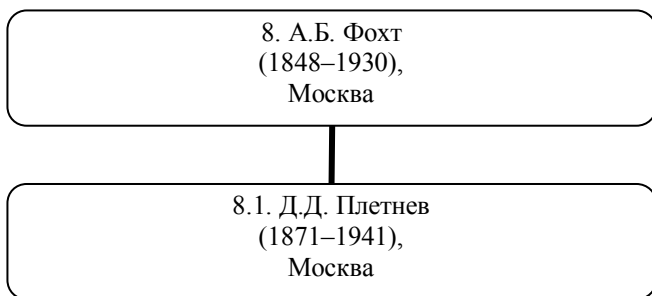 8. А.Б. Фохт
(1848–1930),
Москва
8.1. Д.Д. Плетнев
(1871–1941),
Москва